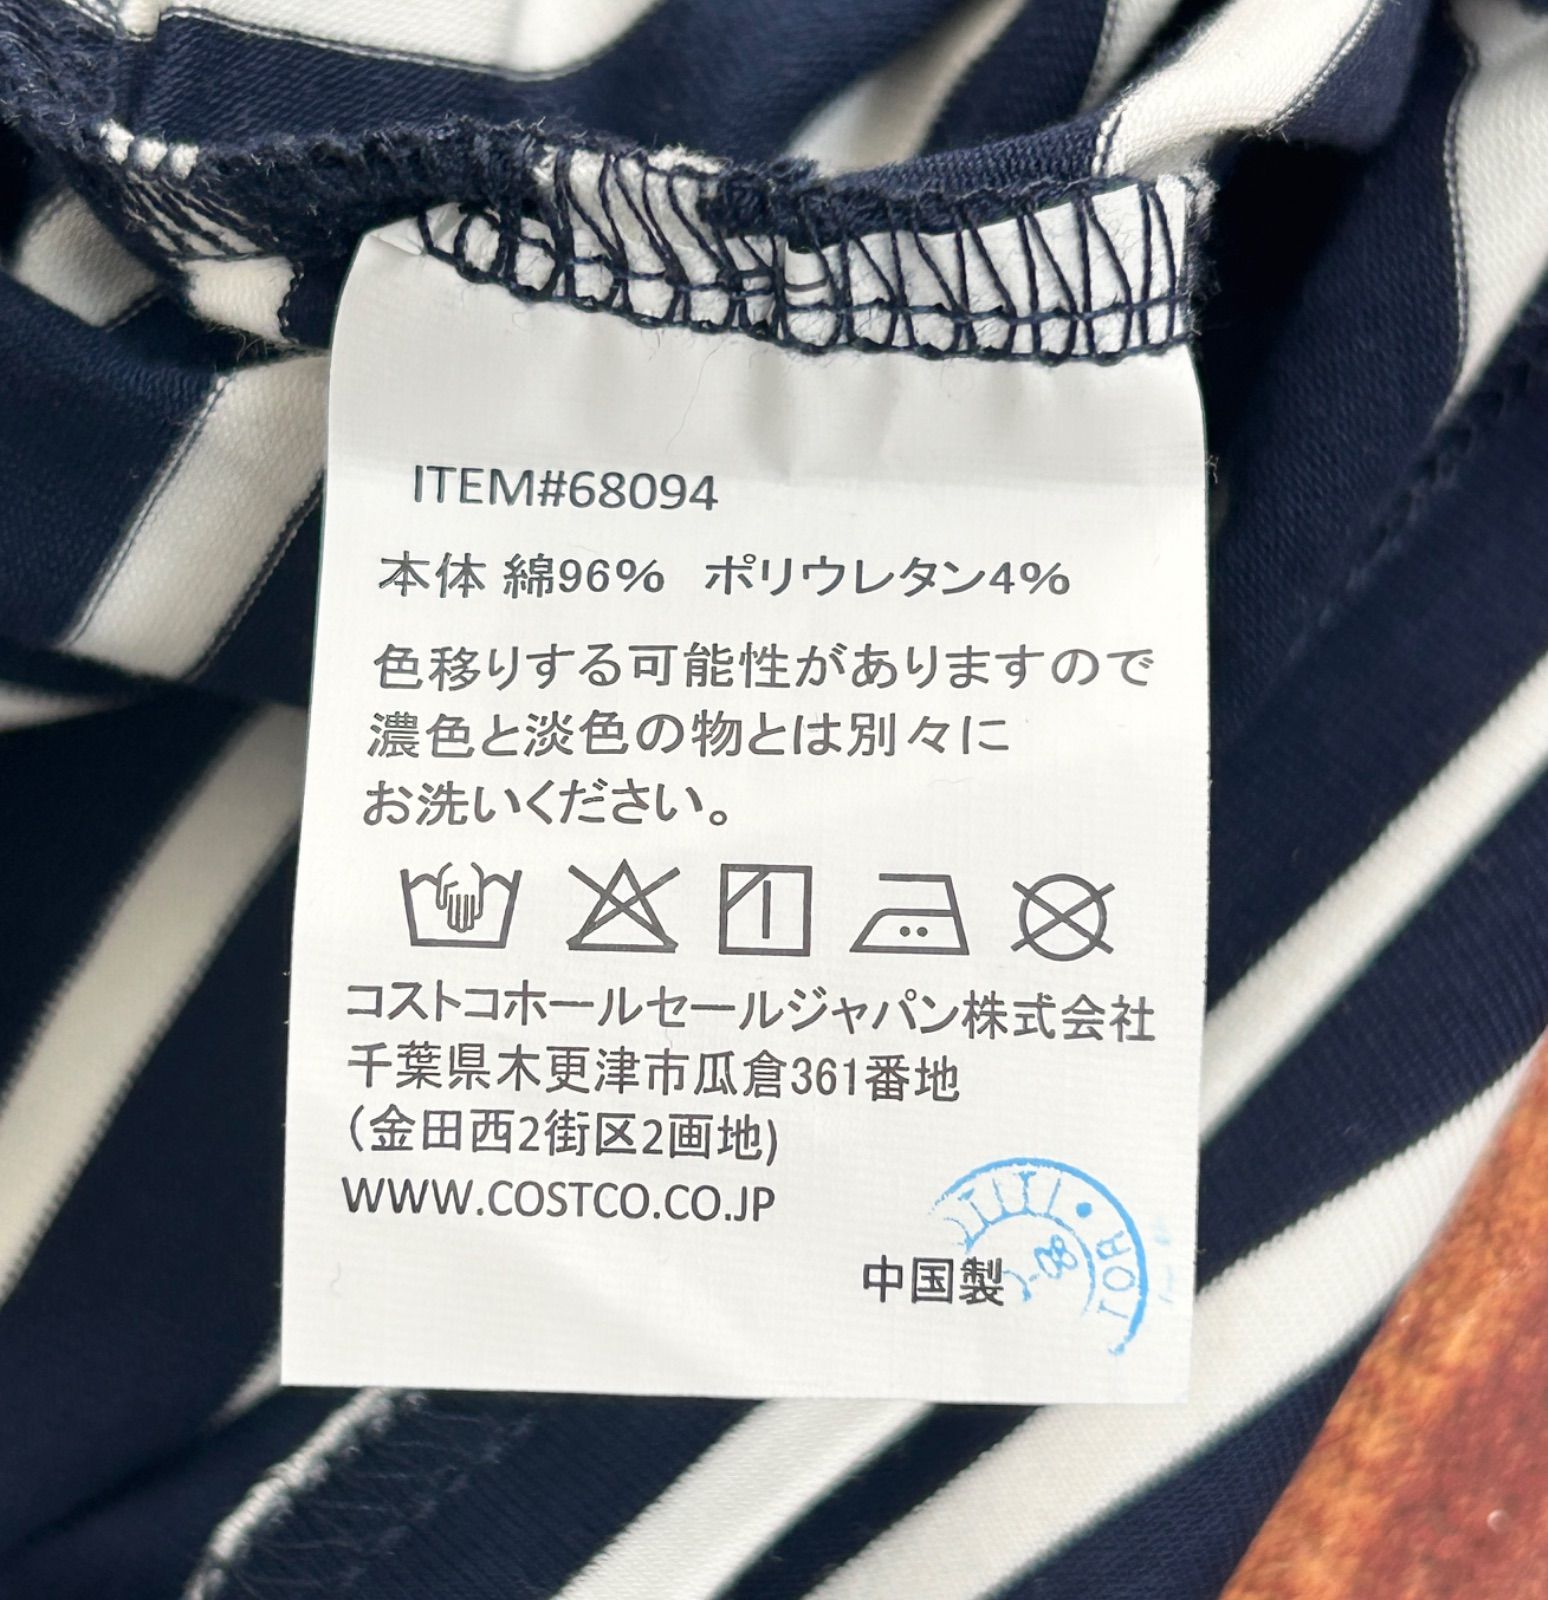 ITEM#68094
本体 綿96% ポリウレタン4%
色移りする可能性がありますので
濃色と淡色の物とは別々に
お洗いください。
コストコホールセールジャパン株式会社
千葉県木更津市瓜倉361番地
(金田西2街区2画地)
WWW.COSTCO.CO.JP
中国製